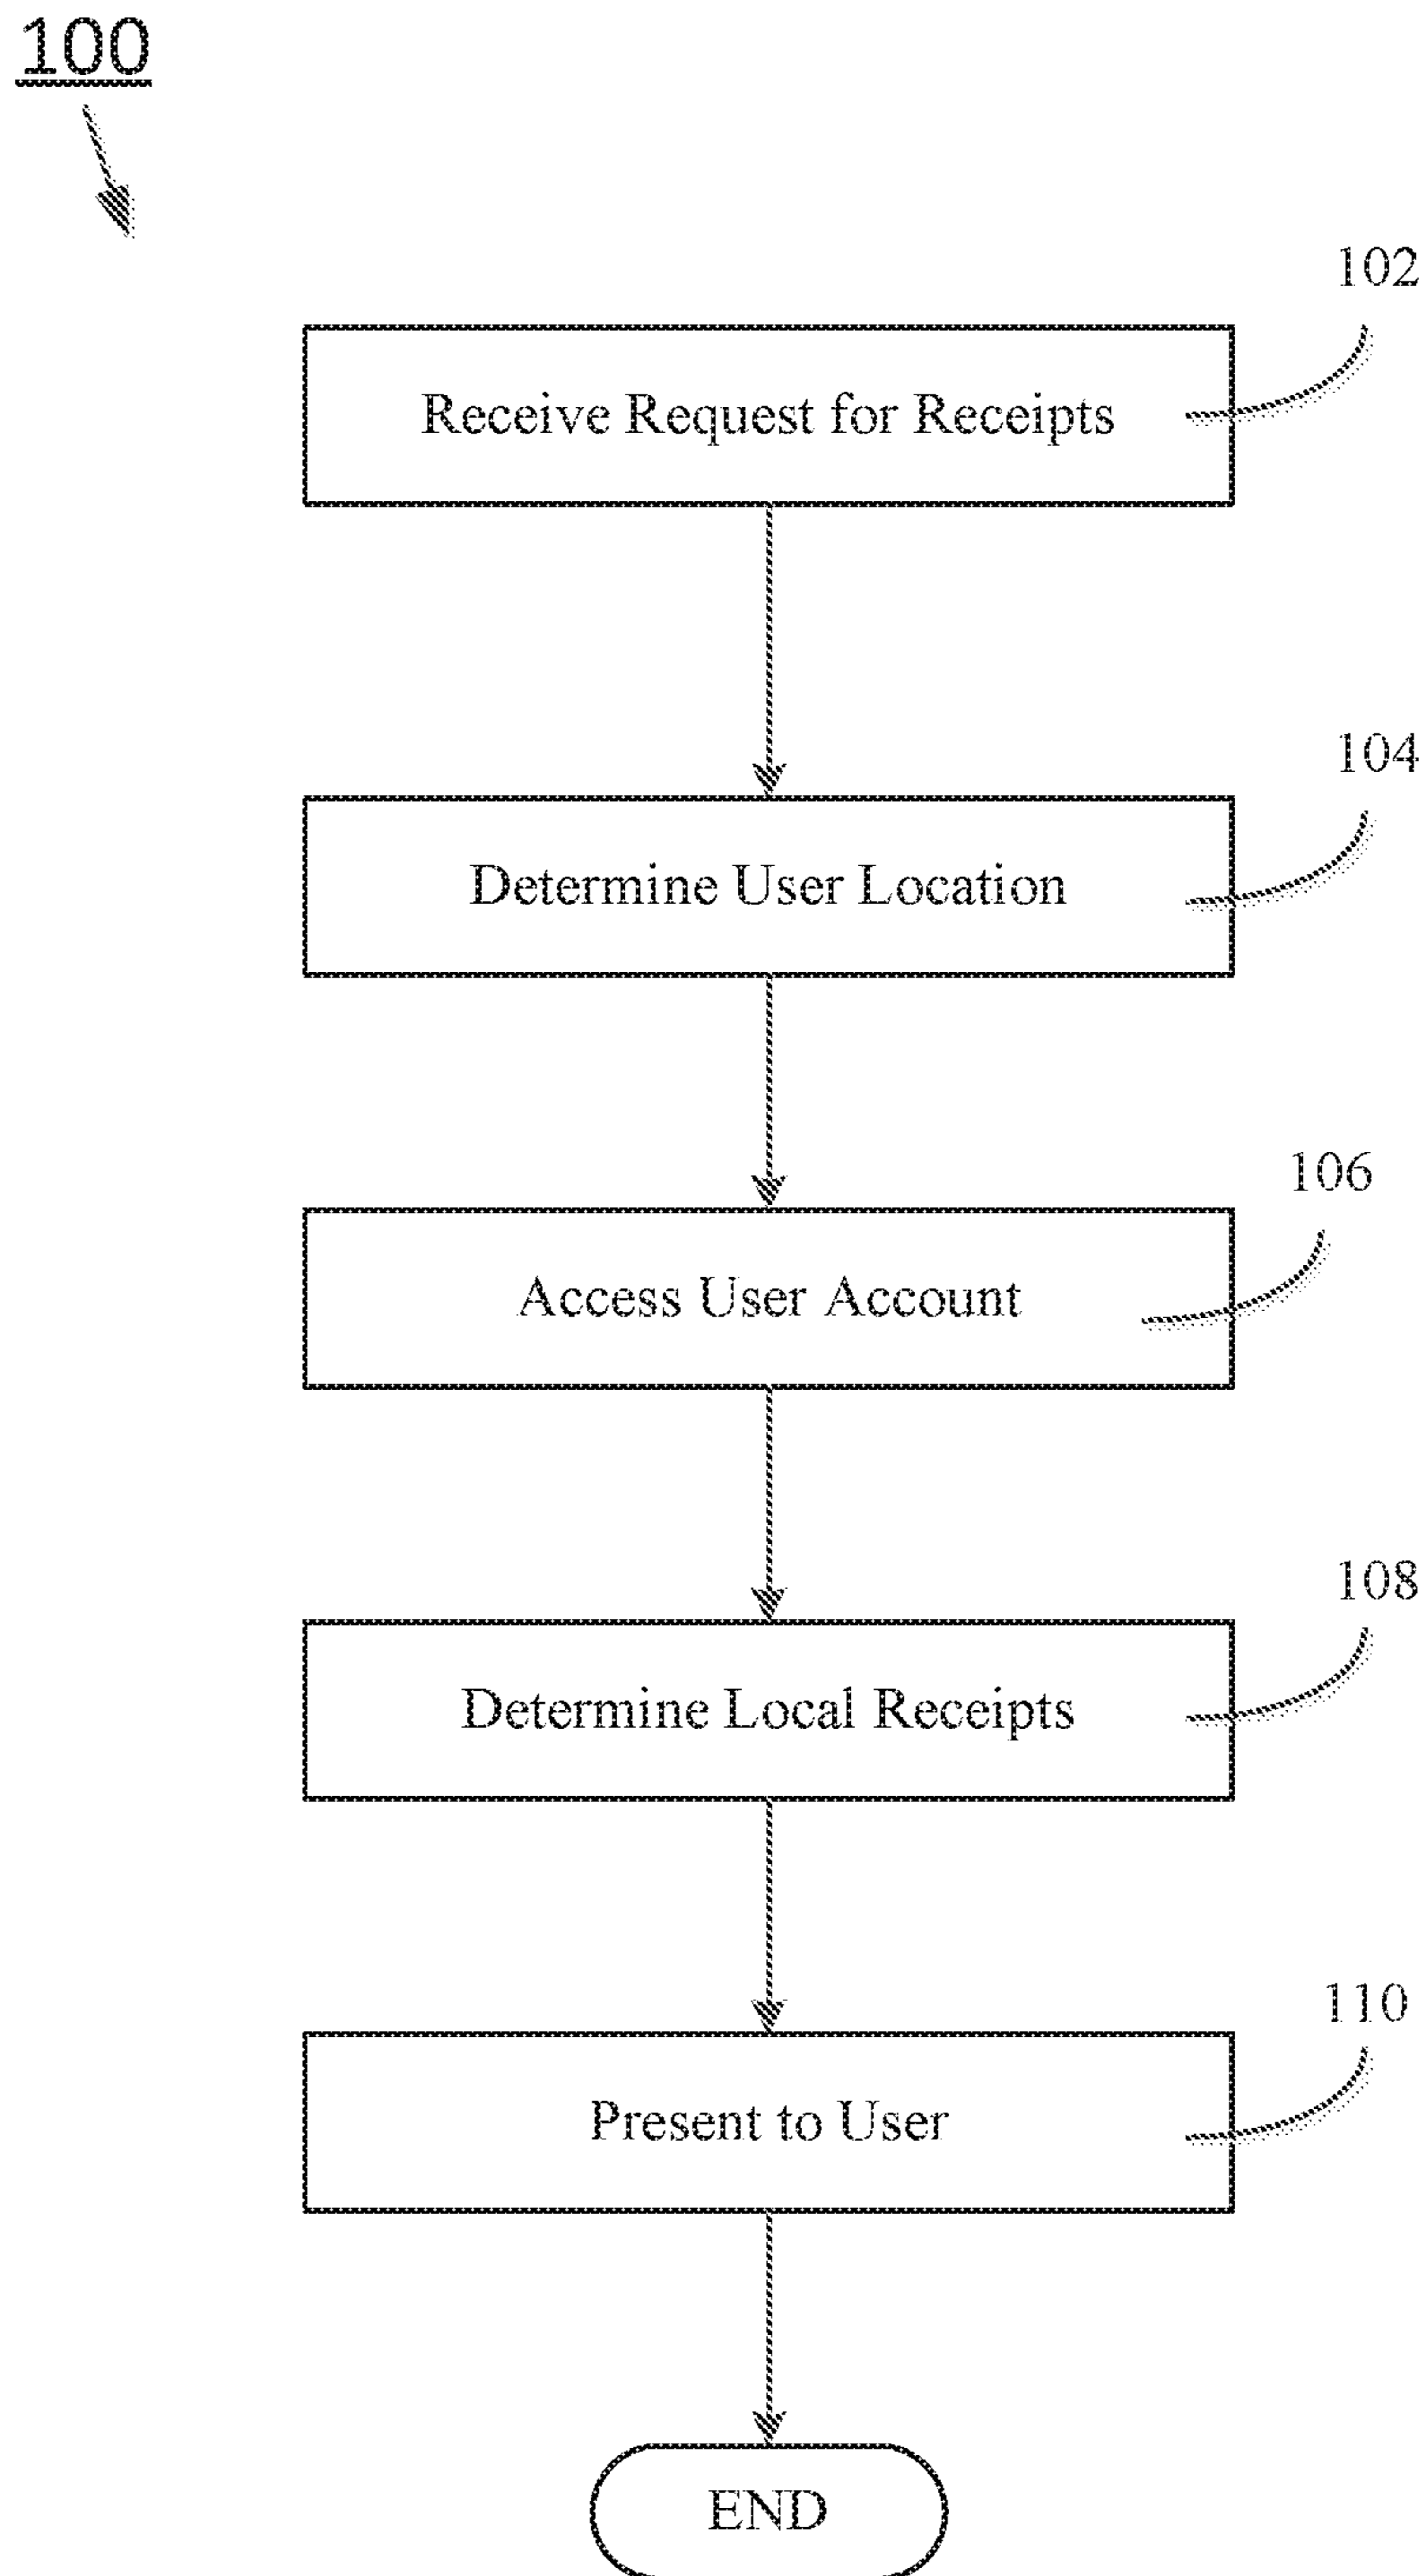 100
102
Receive Request for Receipts
104
Determine User Location
106
Access User Account
108
Determine Local Receipts
110
Present to User
END